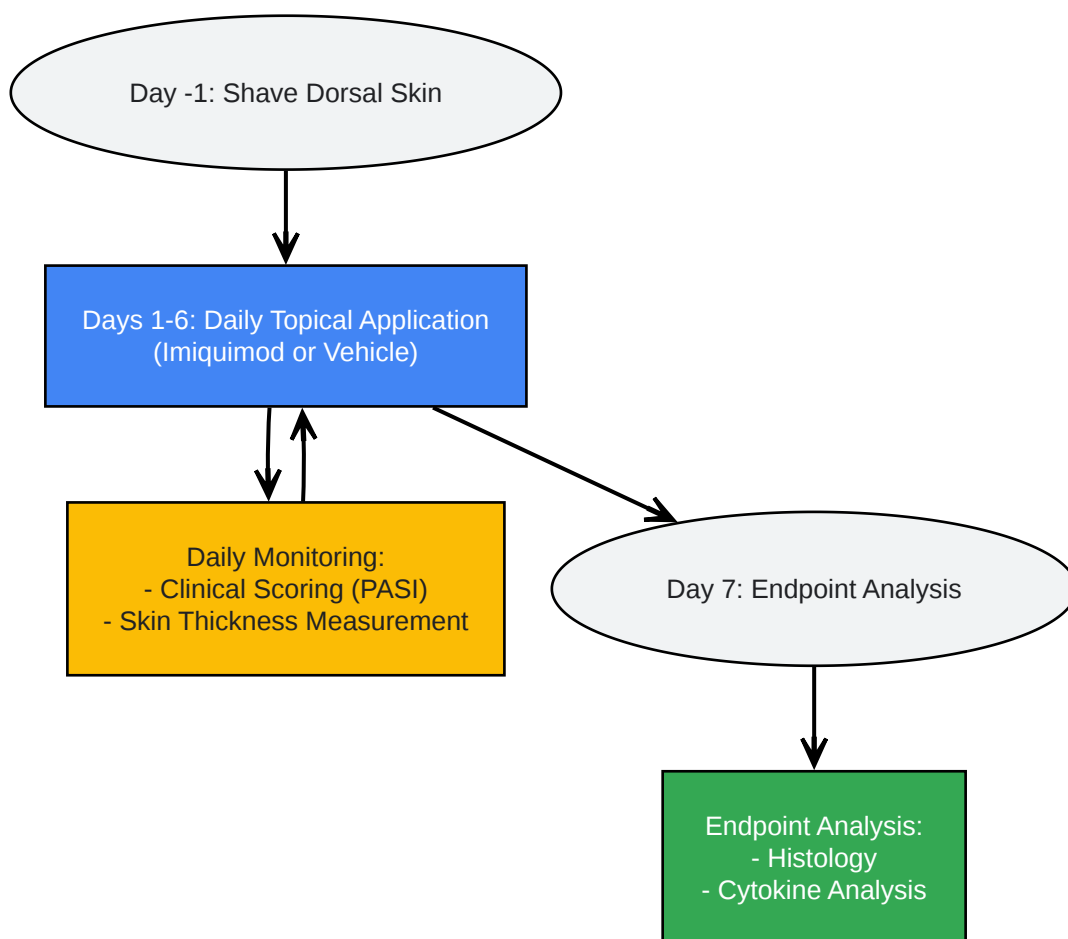 Day -1: Shave Dorsal Skin
Days 1-6: Daily Topical Application
(Imiquimod or Vehicle)
Daily Monitoring:
- Clinical Scoring (PASI)
- Skin Thickness Measurement
Day 7: Endpoint Analysis
Endpoint Analysis:
- Histology
- Cytokine Analysis